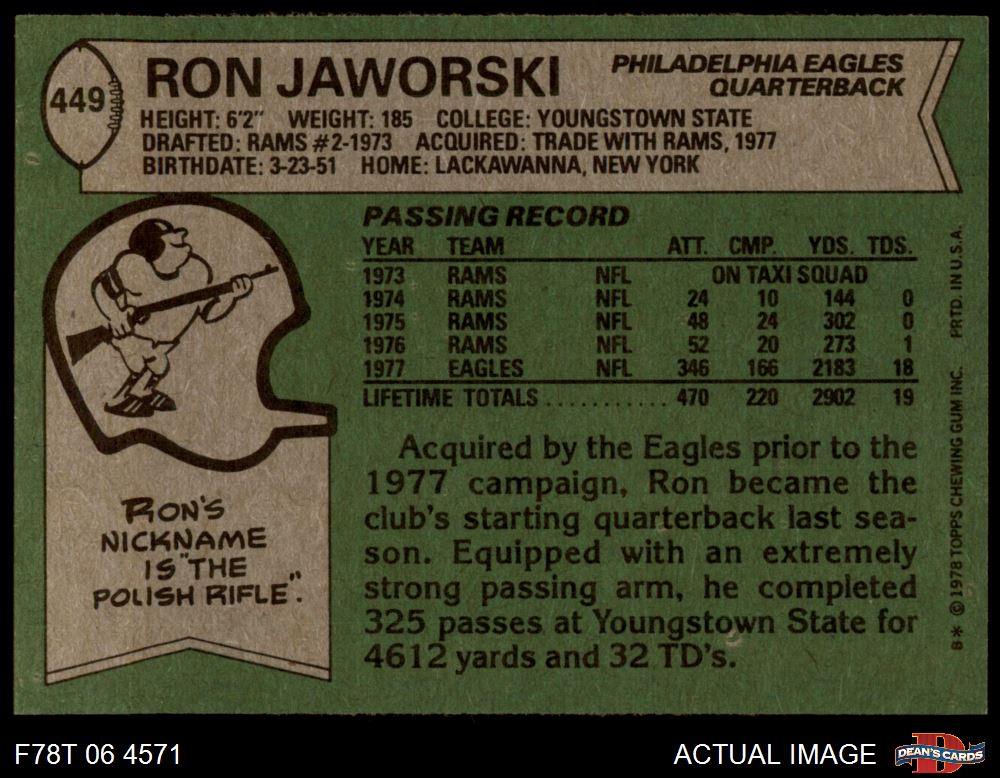 449
RON JAWORSKI
PHILADELPHIA EAGLES
QUARTERBACK
HEIGHT: 6'2" WEIGHT: 185 COLLEGE: YOUNGSTOWN STATE
DRAFTED: RAMS #2-1973 ACQUIRED: TRADE WITH RAMS, 1977
BIRTHDATE: 3-23-51 HOME: LACKAWANNA, NEW YORK
PASSING RECORD
YEAR TEAM ATT. CMP. YDS. TDS.
1973 RAMS NFL ON TAXI SQUAD
1974 RAMS NFL 24 10 144 0
1975 RAMS NFL 48 24 302 0
1976 RAMS NFL 52 20 273 1
1977 EAGLES NFL 346 166 2183 18
LIFETIME TOTALS ........... 470 220 2902 19
RON'S
NICKNAME
IS "THE
POLISH RIFLE".
Acquired by the Eagles prior to the
1977 campaign, Ron became the
club's starting quarterback last sea-
son. Equipped with an extremely
strong passing arm, he completed
325 passes at Youngstown State for
4612 yards and 32 TD's.
B* © 1978 TOPPS CHEWING GUM INC. PRTD. IN U.S.A.
F78T 06 4571
ACTUAL IMAGE
D
DEAN'S CARDS